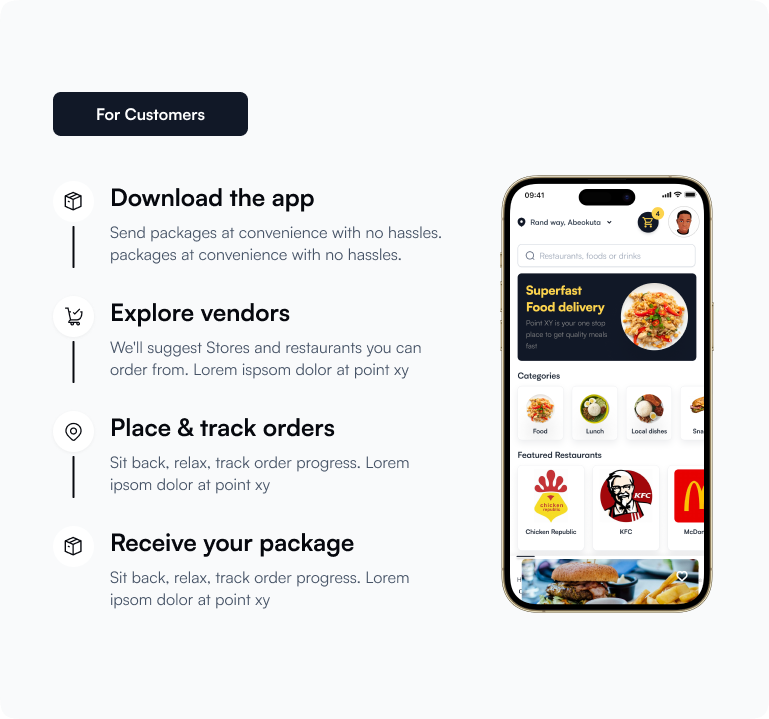 For Customers
Download the app
Send packages at convenience with no hassles.
packages at convenience with no hassles.
Explore vendors
We'll suggest Stores and restaurants you can
order from. Lorem ispsom dolor at point xy
Place & track orders
Sit back, relax, track order progress. Lorem
ipsom dolor at point xy
Receive your package
Sit back, relax, track order progress. Lorem
ipsom dolor at point xy
09:41
Rand way, Abeokuta
4
Restaurants, foods or drinks
Superfast
Food delivery
Point XY is your one stop
place to get quality meals
fast
Categories
Food
Lunch
Local dishes
Sna
Featured Restaurants
chicken
republic
KFC
Chicken Republic
KFC
McDon